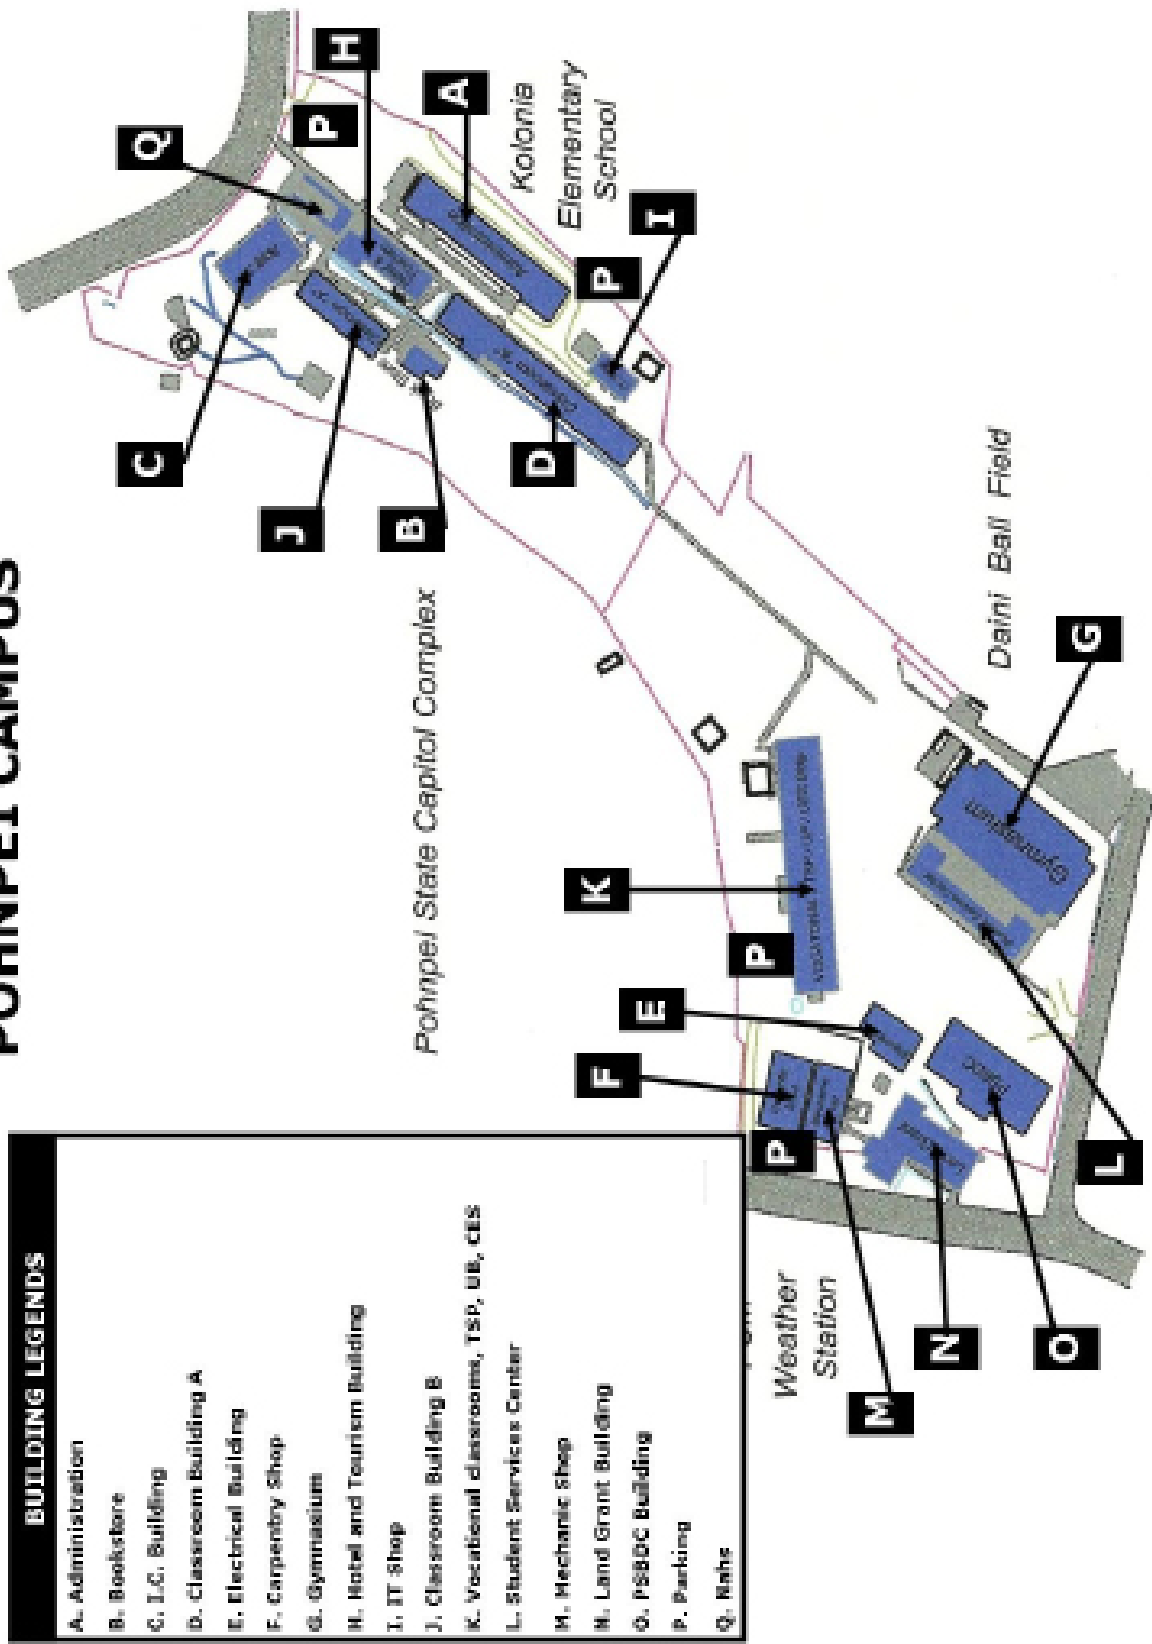 POHNPEI CAMPUS
BUILDING LEGENDS
A. Administration
B. Bookstore
C. I.C. Building
D. Classroom Building A
E. Electrical Building
F. Carpentry Shop
G. Gymnasium
H. Hotel and Tourism Building
I. IT Shop
J. Classroom Building B
K. Vocational classrooms, TSP, UB, CES
L. Student Services Center
M. Mechanic Shop
N. Land Grant Building
O. PSBDC Building
P. Parking
Q. Nahs
Pohnpei State Capitol Complex
Kolonia
Elementary
School
Daini Ball Field
Weather
Station
Q
H
P
A
C
I
P
J
B
D
G
K
P
E
F
P
L
M
N
O
Gymnasium